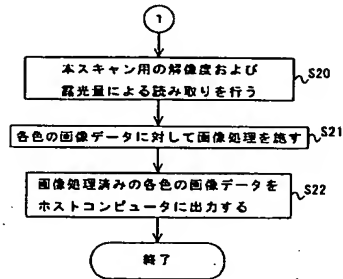 1
本スキャン用の解像度および
露光量による読み取りを行う
S20
各色の画像データに対して画像処理を施す
S21
画像処理済みの各色の画像データを
ホストコンピュータに出力する
S22
終了